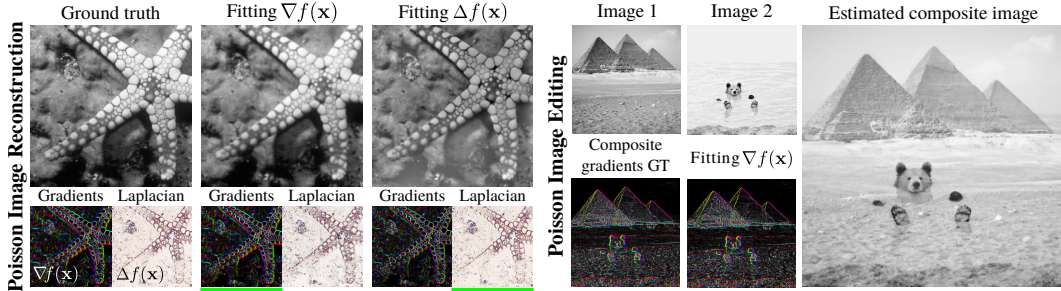 Poisson Image Reconstruction
Ground truth
Fitting ∇f(x)
Fitting Δf(x)
Gradients Laplacian
Gradients Laplacian
Gradients Laplacian
∇f(x) Δf(x)
Poisson Image Editing
Image 1
Image 2
Estimated composite image
Composite
gradients GT
Fitting ∇f(x)